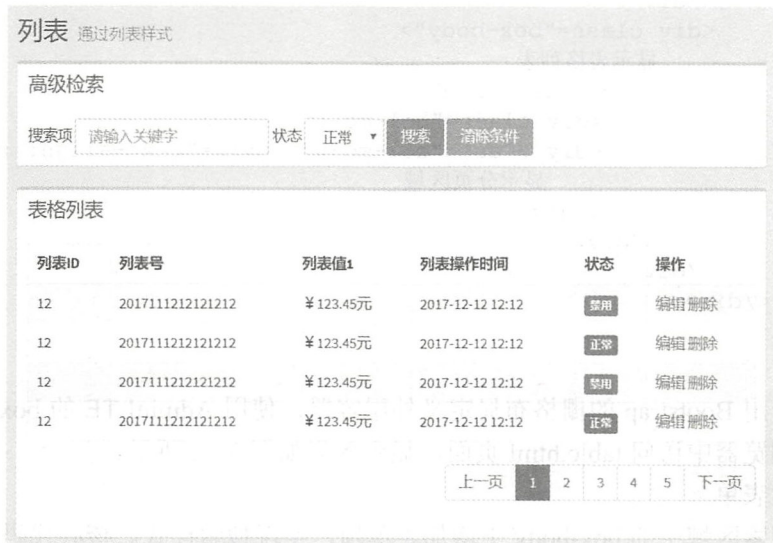 列表 通过列表样式
高级检索
搜索项 请输入关键字 状态 正常 搜索 清除条件
表格列表
列表ID 列表号 列表值1 列表操作时间 状态 操作
12 2017111212121212 ¥123.45元 2017-12-12 12:12 禁用 编辑 删除
12 2017111212121212 ¥123.45元 2017-12-12 12:12 正常 编辑 删除
12 2017111212121212 ¥123.45元 2017-12-12 12:12 禁用 编辑 删除
12 2017111212121212 ¥123.45元 2017-12-12 12:12 正常 编辑 删除
上一页 1 2 3 4 5 下一页